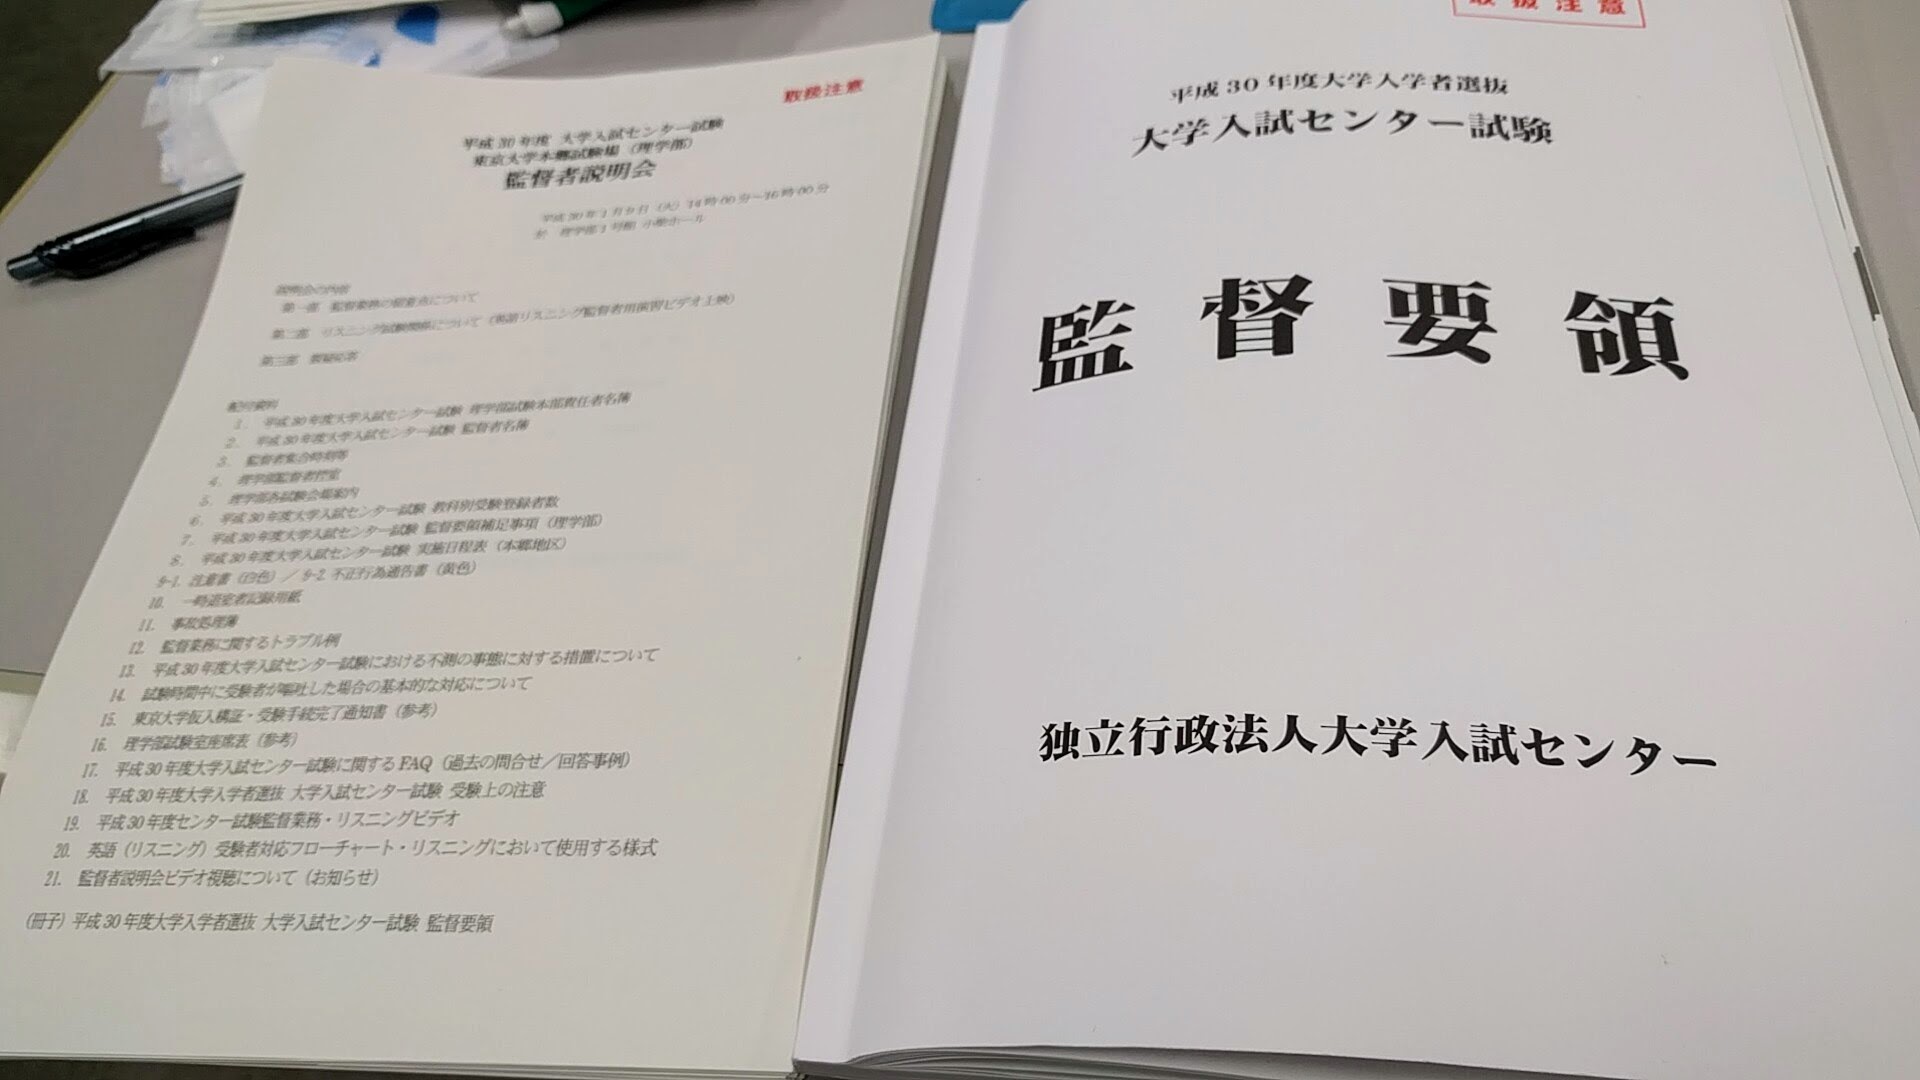 取扱注意
平成 30 年度 大学入試センター試験
東京大学本郷試験場（理学部）
監督者説明会
平成 30 年 1 月 9 日（火）14 時 00 分～16 時 00 分
於 理学部 1 号館 小柴ホール
説明会の内容
第一部 監督業務の留意点について
第二部 リスニング試験関係について（英語リスニング監督者用演習ビデオ上映）
第三部 質疑応答
配付資料
1. 平成 30 年度大学入試センター試験 理学部試験本部責任者名簿
2. 平成 30 年度大学入試センター試験 監督者名簿
3. 監督者集合時刻等
4. 理学部監督者控室
5. 理学部各試験会場案内
6. 平成 30 年度大学入試センター試験 教科別受験登録者数
7. 平成 30 年度大学入試センター試験 監督要領補足事項（理学部）
8. 平成 30 年度大学入試センター試験 実施日程表（本郷地区）
9-1. 注意書（白色）／ 9-2. 不正行為通告書（黄色）
10. 一時退室者記録用紙
11. 事故処理簿
12. 監督業務に関するトラブル例
13. 平成 30 年度大学入試センター試験における不測の事態に対する措置について
14. 試験時間中に受験者が嘔吐した場合の基本的な対応について
15. 東京大学仮入構証・受験手続完了通知書（参考）
16. 理学部試験室座席表（参考）
17. 平成 30 年度大学入試センター試験に関する FAQ（過去の問合せ／回答事例）
18. 平成 30 年度大学入学者選抜 大学入試センター試験 受験上の注意
19. 平成 30 年度センター試験監督業務・リスニングビデオ
20. 英語（リスニング）受験者対応フローチャート・リスニングにおいて使用する様式
21. 監督者説明会ビデオ視聴について（お知らせ）
（冊子）平成 30 年度大学入学者選抜 大学入試センター試験 監督要領
取扱注意
平成 30 年度大学入学者選抜
大学入試センター試験
監督要領
独立行政法人大学入試センター